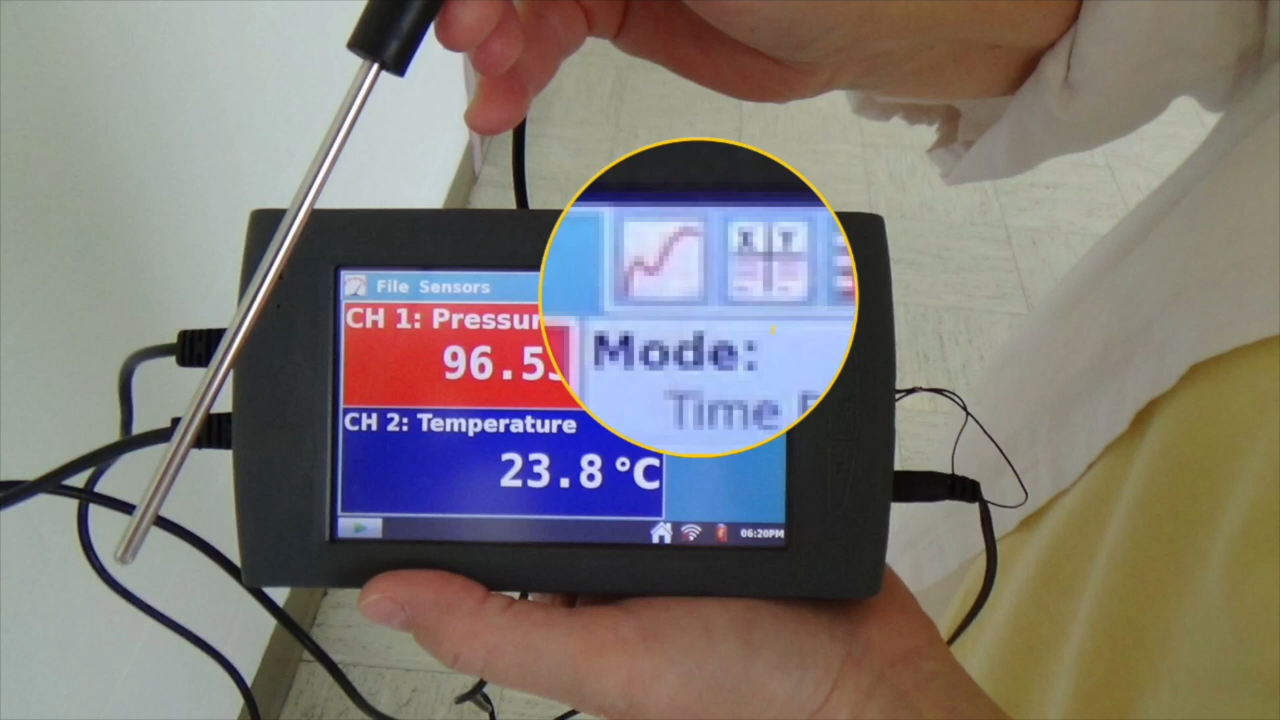 File Sensors
X Y
CH 1: Pressur
Mode:
96.5
Time
CH 2: Temperature
23.8 °C
06:20PM